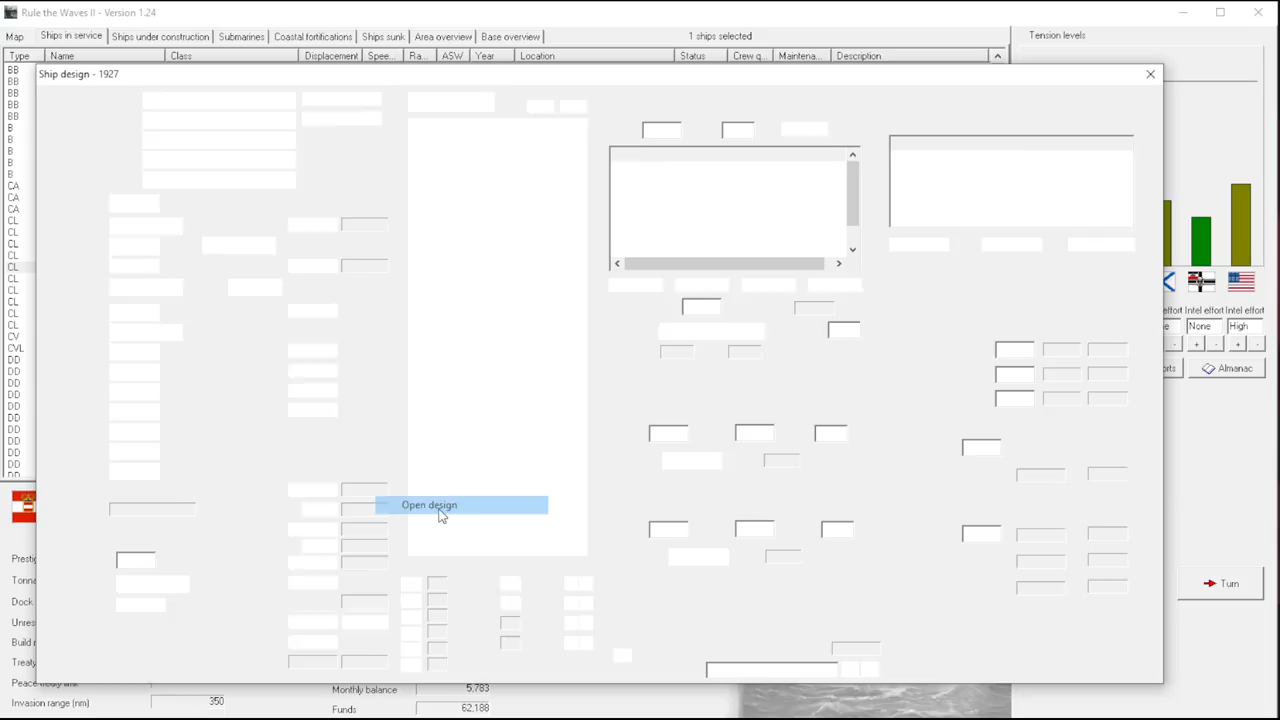 Rule the Waves II - Version 1.24
Map Ships in service Ships under construction Submarines Coastal fortifications Ships sunk Area overview Base overview 1 ships selected Tension levels
Type Name Class Displacement Spee... Ra... ASW Year Location Status Crew q... Maintena... Description
Ship design - 1927
BB
BB
BB
BB
BB
B
B
B
B
B
CA
CA
CA
CL
CL
CL
CL
CL
CL
CL
CL
CL
CL
CV
CVL
DD
DD
DD
DD
DD
DD
DD
DD
DD
DD
effort Intel effort Intel effort
e None High
- + - + -
orts Almanac
Open design
Prestig
Tonna
Dock
Unres
Build r
Treaty
Peace treaty limit
Invasion range (nm) 350
Monthly balance 5,783
Funds 62,188
Turn